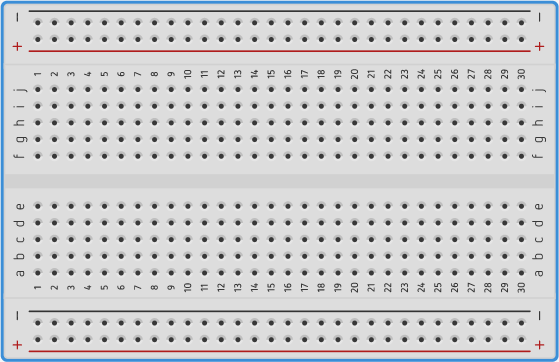 − −
+ +
1 2 3 4 5 6 7 8 9 10 11 12 13 14 15 16 17 18 19 20 21 22 23 24 25 26 27 28 29 30
j j
i i
h h
g g
f f
e e
d d
c c
b b
a a
1 2 3 4 5 6 7 8 9 10 11 12 13 14 15 16 17 18 19 20 21 22 23 24 25 26 27 28 29 30
− −
+ +